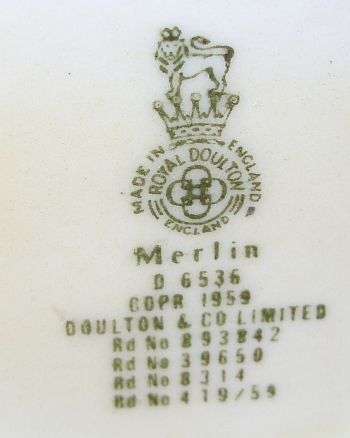 MADE IN ENGLAND
ROYAL DOULTON
ENGLAND
Merlin
D 6536
COPR 1959
DOULTON & CO LIMITED
Rd No 893842
Rd No 39650
Rd No 8314
Rd No 419/59